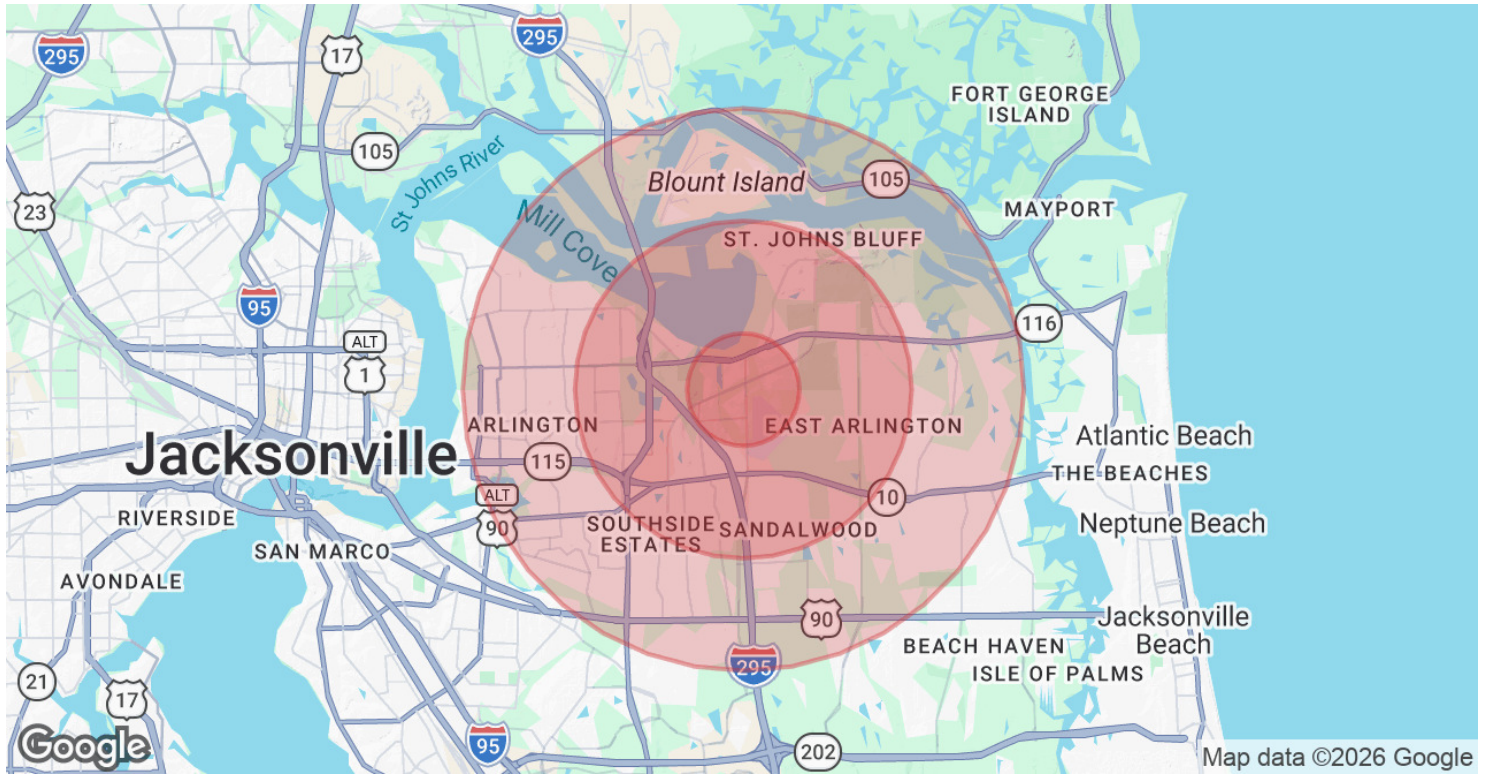 295
17
295
FORT GEORGE
ISLAND
105
St Johns River
Blount Island
105
23
Mill Cove
MAYPORT
ST. JOHNS BLUFF
95
116
ALT
1
ARLINGTON
EAST ARLINGTON
Atlantic Beach
Jacksonville
115
THE BEACHES
ALT
90
10
RIVERSIDE
SOUTHSIDE
ESTATES
SANDALWOOD
Neptune Beach
SAN MARCO
AVONDALE
90
Jacksonville
Beach
BEACH HAVEN
295
ISLE OF PALMS
21
17
95
202
Google
Map data ©2026 Google